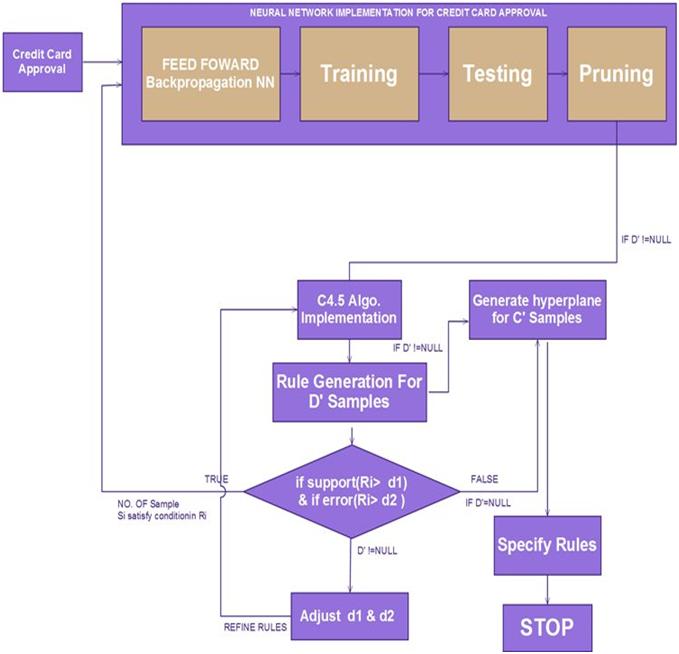 NEURAL NETWORK IMPLEMENTATION FOR CREDIT CARD APPROVAL
Credit Card
Approval
FEED FOWARD
Backpropagation NN
Training
Testing
Pruning
IF D' !=NULL
C4.5 Algo.
Implementation
Generate hyperplane
for C' Samples
IF D' !=NULL
Rule Generation For
D' Samples
TRUE
if support(Ri> d1)
& if error(Ri> d2 )
FALSE
IF D'=NULL
NO. OF Sample
Si satisfy conditionin Ri
Specify Rules
D' !=NULL
Adjust d1 & d2
REFINE RULES
STOP